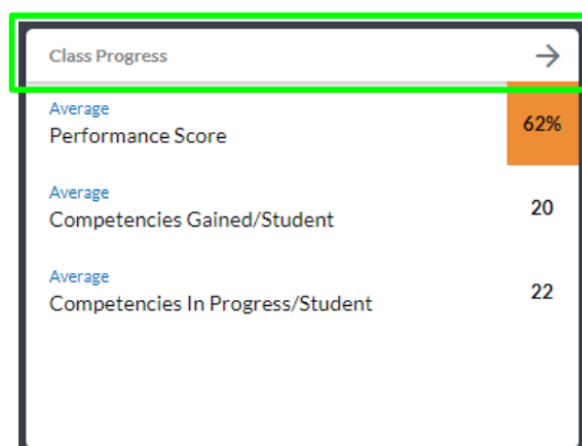 Class Progress
Average
Performance Score
62%
Average
Competencies Gained/Student
20
Average
Competencies In Progress/Student
22